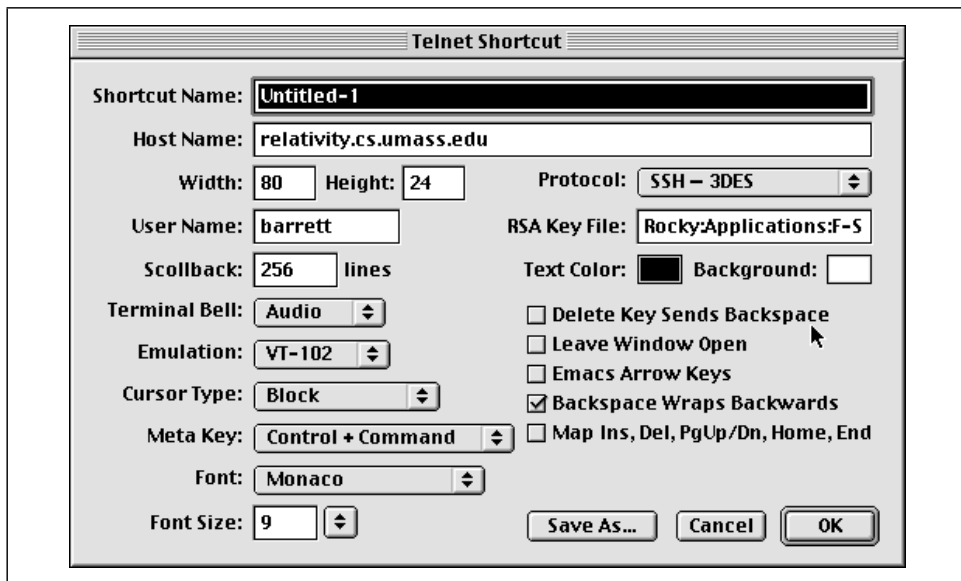 Telnet Shortcut
Shortcut Name: Untitled-1
Host Name: relativity.cs.umass.edu
Width: 80 Height: 24 Protocol: SSH – 3DES
User Name: barrett RSA Key File: Rocky:Applications:F-S
Scollback: 256 lines Text Color: Background:
Terminal Bell: Audio Delete Key Sends Backspace
Emulation: VT-102 Leave Window Open
Emacs Arrow Keys
Cursor Type: Block Backspace Wraps Backwards
Meta Key: Control + Command Map Ins, Del, PgUp/Dn, Home, End
Font: Monaco
Font Size: 9 Save As... Cancel OK